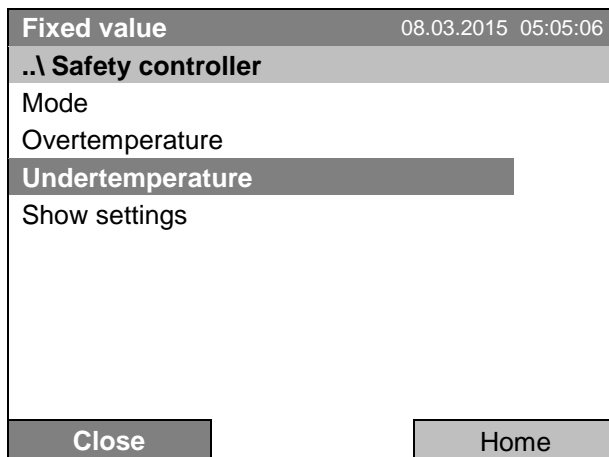 Fixed value 08.03.2015 05:05:06
..\ Safety controller
Mode
Overtemperature
Undertemperature
Show settings
Close Home